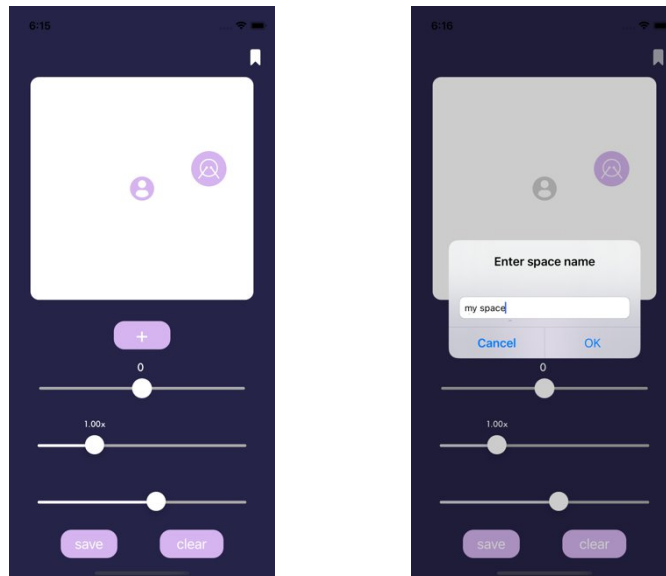 6:15
+
0
1.00x
save clear
6:16
Enter space name
my space
Cancel OK
0
1.00x
save clear